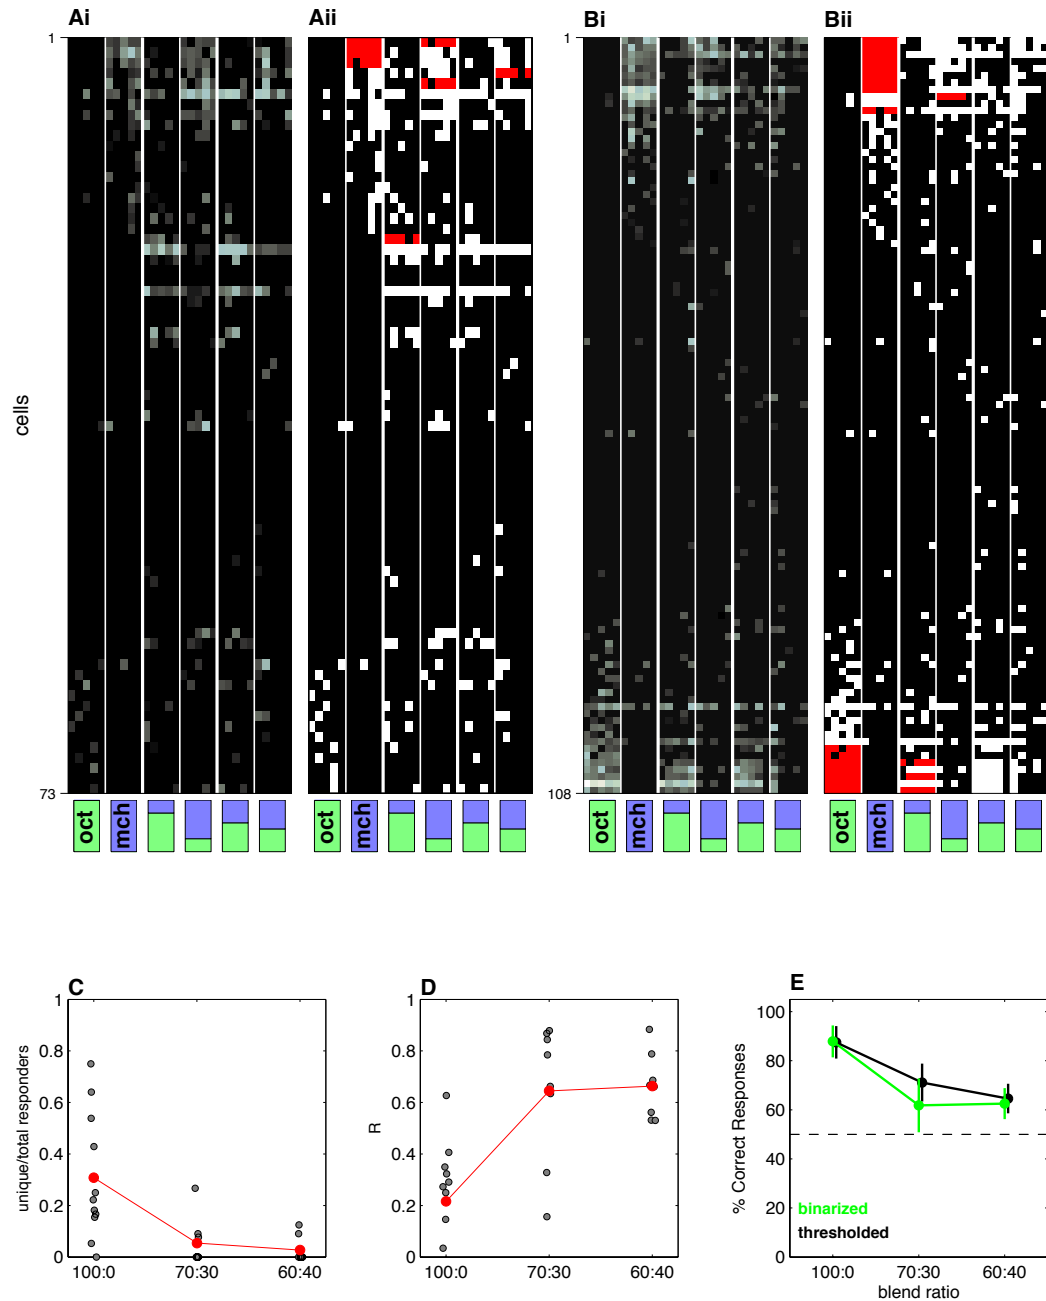 Ai
Aii
Bi
Bii
1
1
cells
73
108
oct
mch
oct
mch
oct
mch
oct
mch
C
D
E
1
0.8
0.6
0.4
0.2
0
unique/total responders
100:0
70:30
60:40
1
0.8
0.6
0.4
0.2
0
R
100:0
70:30
60:40
100
80
60
40
20
0
% Correct Responses
binarized
thresholded
100:0
70:30
60:40
blend ratio